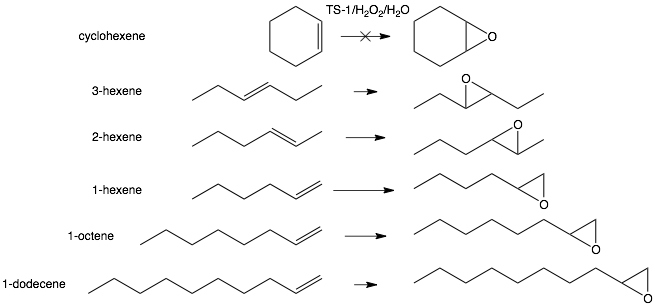 TS-1/H₂O₂/H₂O
cyclohexene
O
3-hexene
O
2-hexene
O
1-hexene
O
1-octene
O
1-dodecene
O